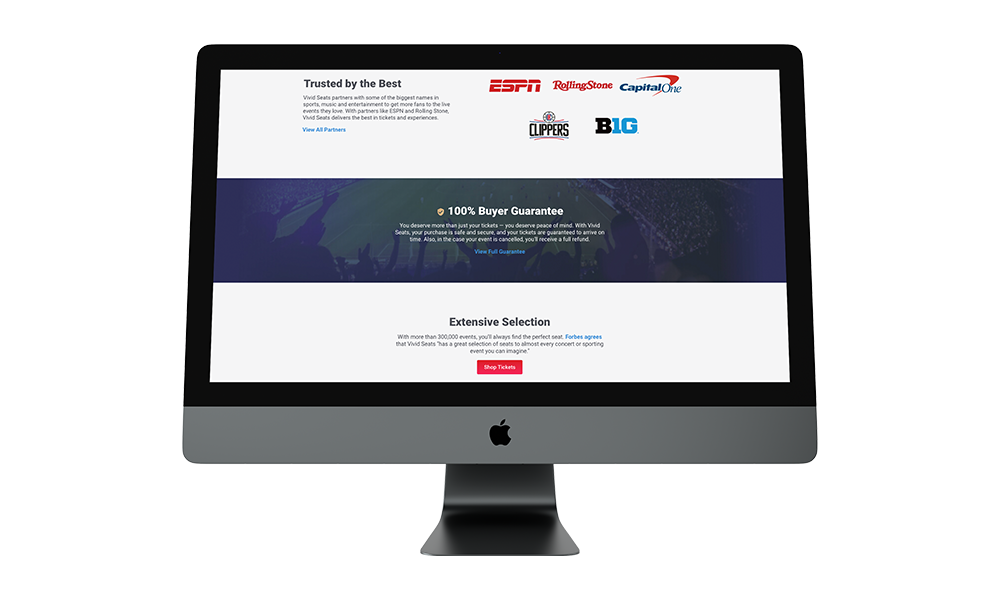 Trusted by the Best
Vivid Seats partners with some of the biggest names in
sports, music and entertainment to get more fans to the live
events they love. With partners like ESPN and Rolling Stone,
Vivid Seats delivers the best in tickets and experiences.
View All Partners
ESPN
RollingStone
CapitalOne
CLIPPERS
B1G
100% Buyer Guarantee
You deserve more than just your tickets — you deserve peace of mind. With Vivid
Seats, your purchase is safe and secure, and your tickets are guaranteed to arrive on
time. Also, in the case your event is cancelled, you'll receive a full refund.
View Full Guarantee
Extensive Selection
With more than 300,000 events, you'll always find the perfect seat. Forbes agrees
that Vivid Seats "has a great selection of seats to almost every concert or sporting
event you can imagine."
Shop Tickets